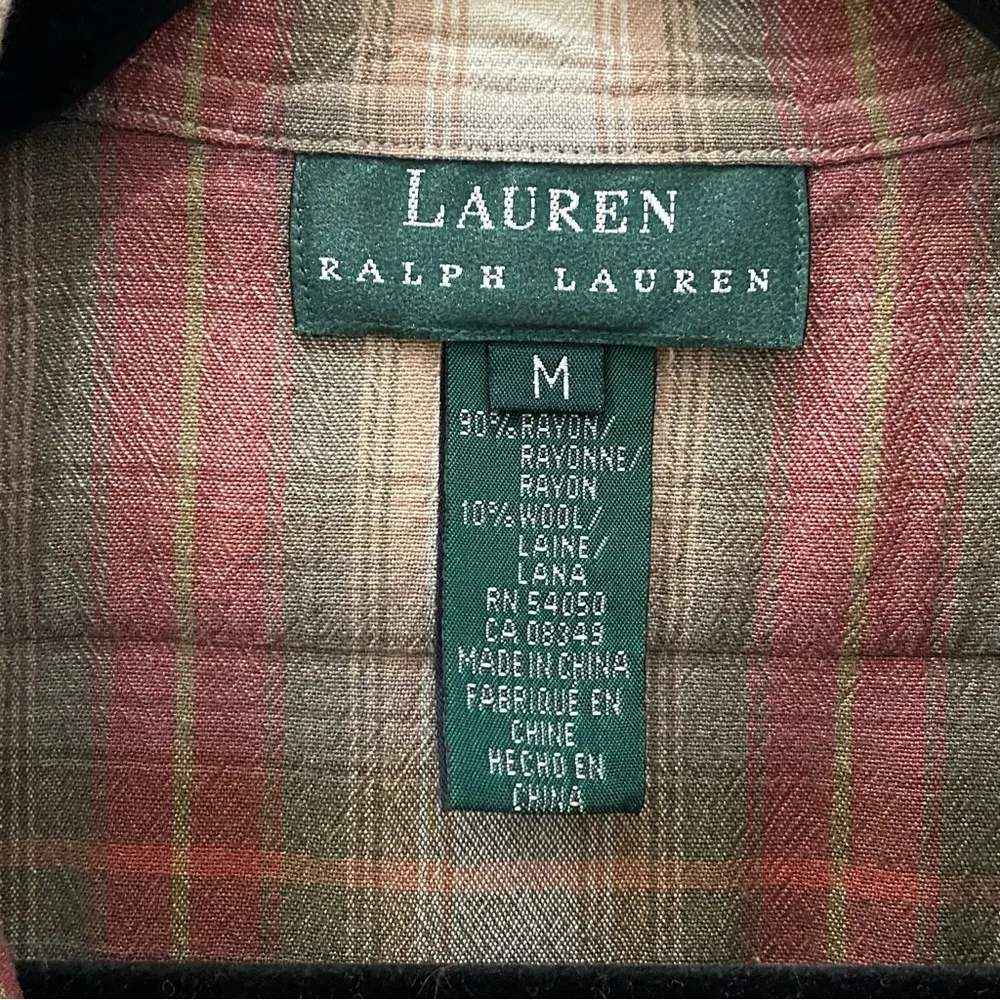 LAUREN
RALPH LAUREN
M
90% RAYON/
RAYONNE/
RAYON
10% WOOL/
LAINE/
LANA
RN 54050
CA 08349
MADE IN CHINA
FABRIQUE EN
CHINE
HECHO EN
CHINA